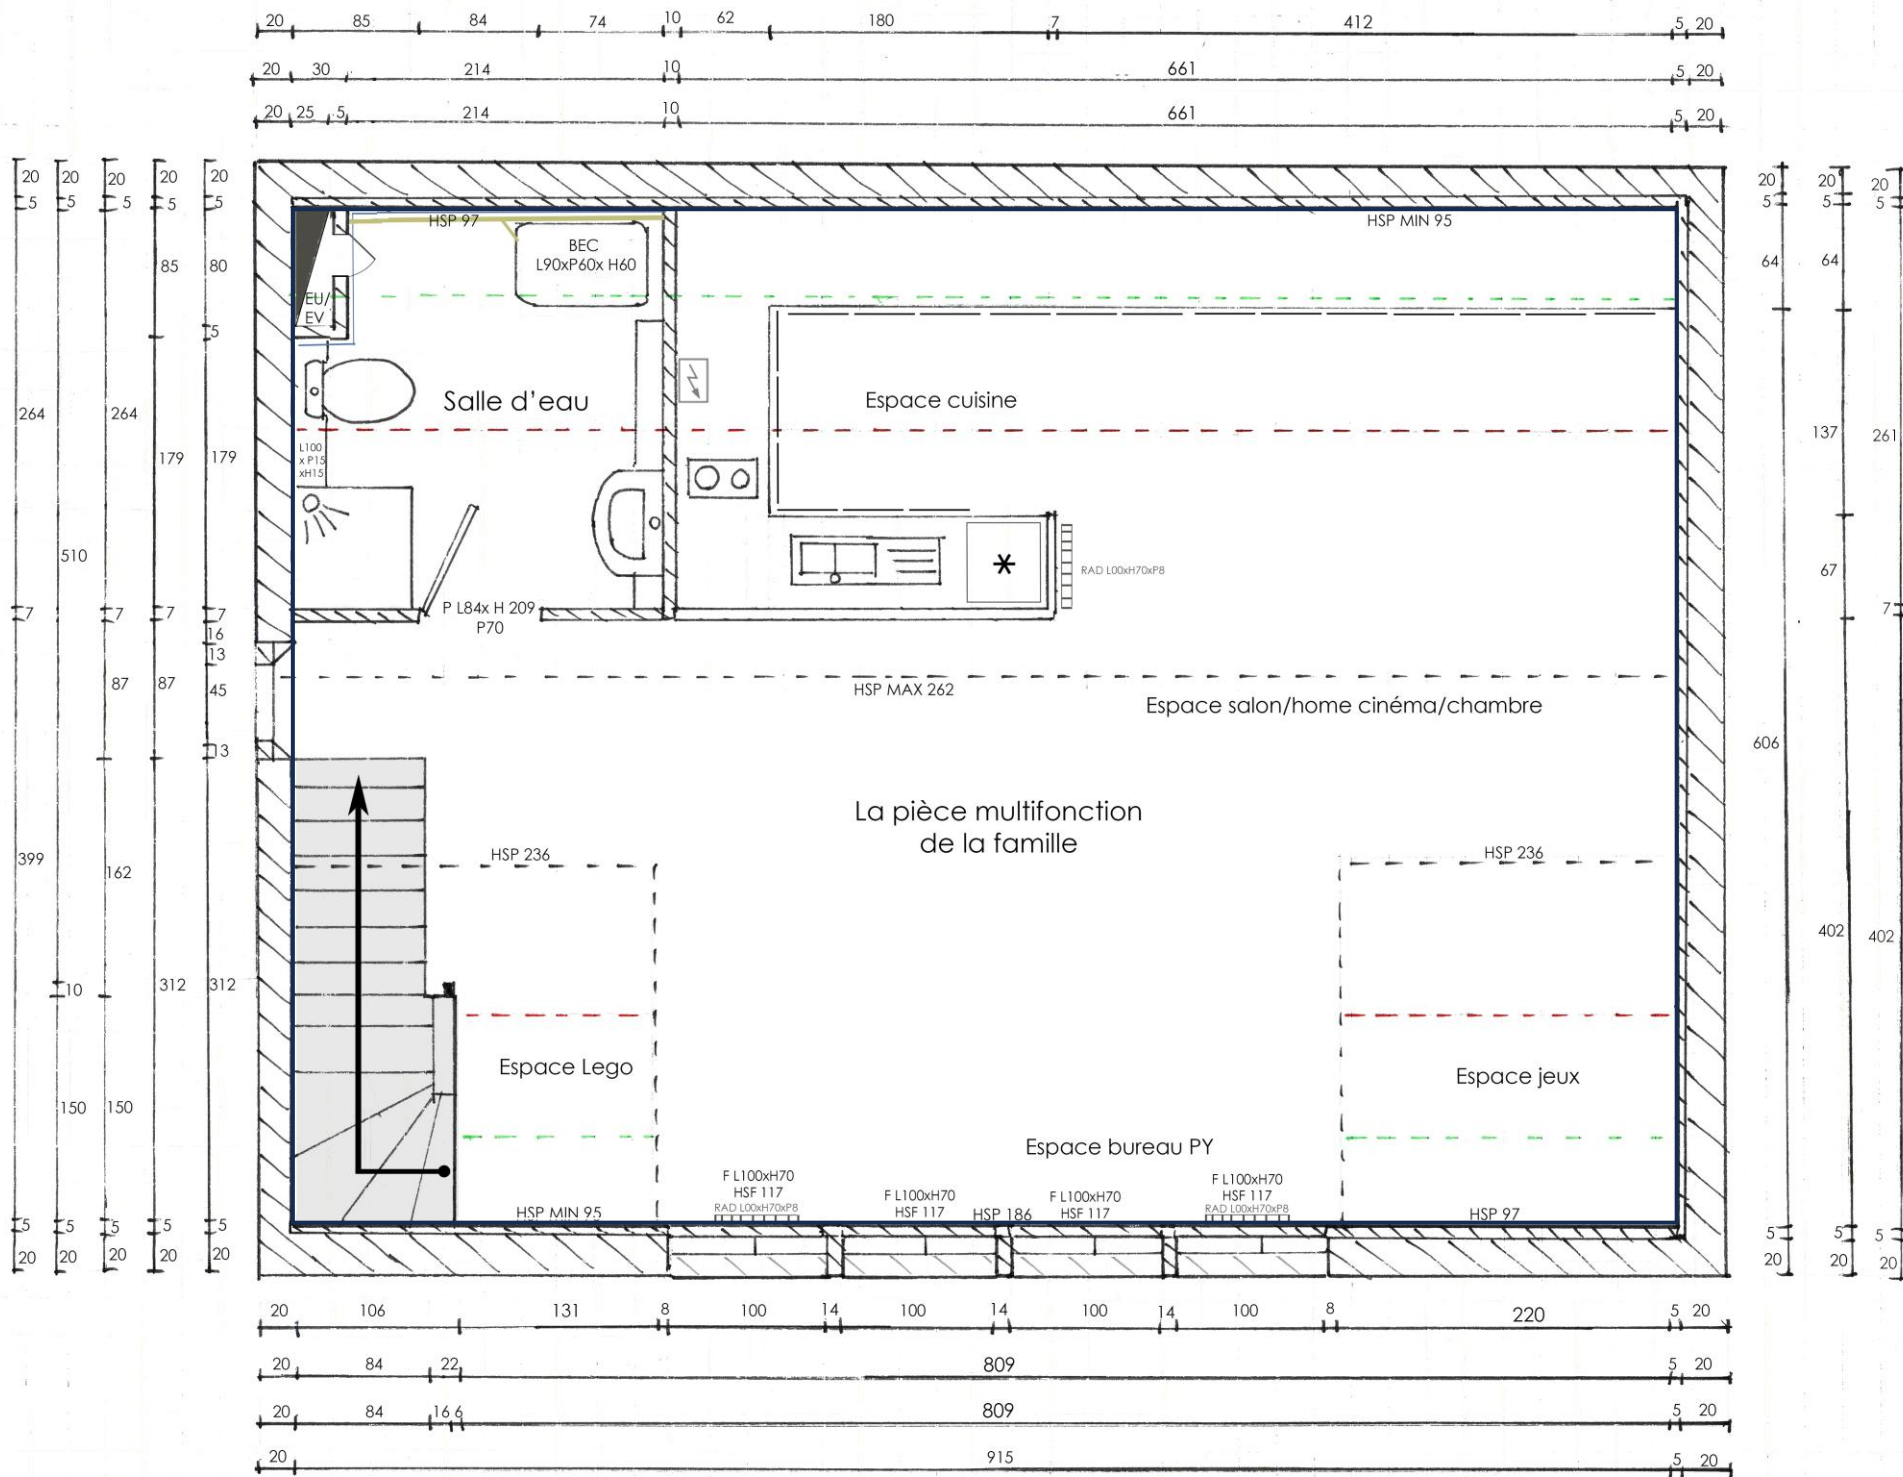 20 85 84 74 10 62 180 7 412 5 20
20 30 214 10 661 5 20
20 25 5 214 10 661 5 20
20 20 20 20 20
5 5 5 5 5
264
264
85 80
5
179 179
510
7 7 7 7
16
13
87 87 45
13
399
162
10
312 312
150 150
5 5 5 5 5
20 20 20 20 20
HSP 97
HSP MIN 95
BEC
L90xP60x H60
EU/
EV
Salle d'eau
Espace cuisine
L100
x P15
xH15
RAD L00xH70xP8
P L84x H 209
P70
HSP MAX 262
Espace salon/home cinéma/chambre
La pièce multifonction
de la famille
HSP 236
HSP 236
Espace Lego
Espace jeux
Espace bureau PY
F L100xH70
HSF 117
RAD L00xH70xP8
F L100xH70
HSF 117
F L100xH70
HSF 117
F L100xH70
HSF 117
RAD L00xH70xP8
HSP MIN 95
HSP 186
HSP 97
20 20 20
5 5 5
64 64
137 261
67
7
606
402 402
5 5 5
20 20 20
20 106 131 8 100 14 100 14 100 14 100 8 220 5 20
20 84 22 809 5 20
20 84 16 6 809 5 20
20 915 5 20